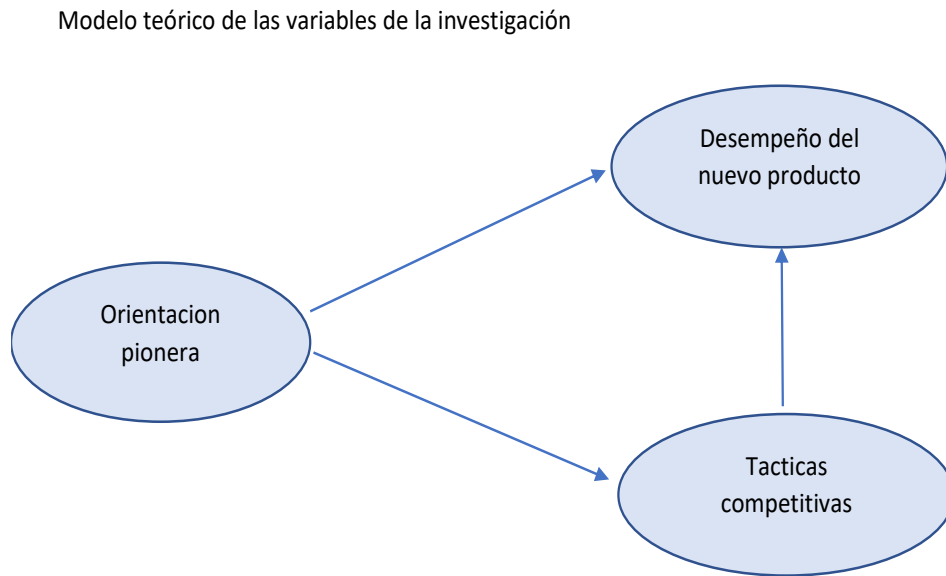 Modelo teórico de las variables de la investigación
Desempeño del
nuevo producto
Orientacion
pionera
Tacticas
competitivas